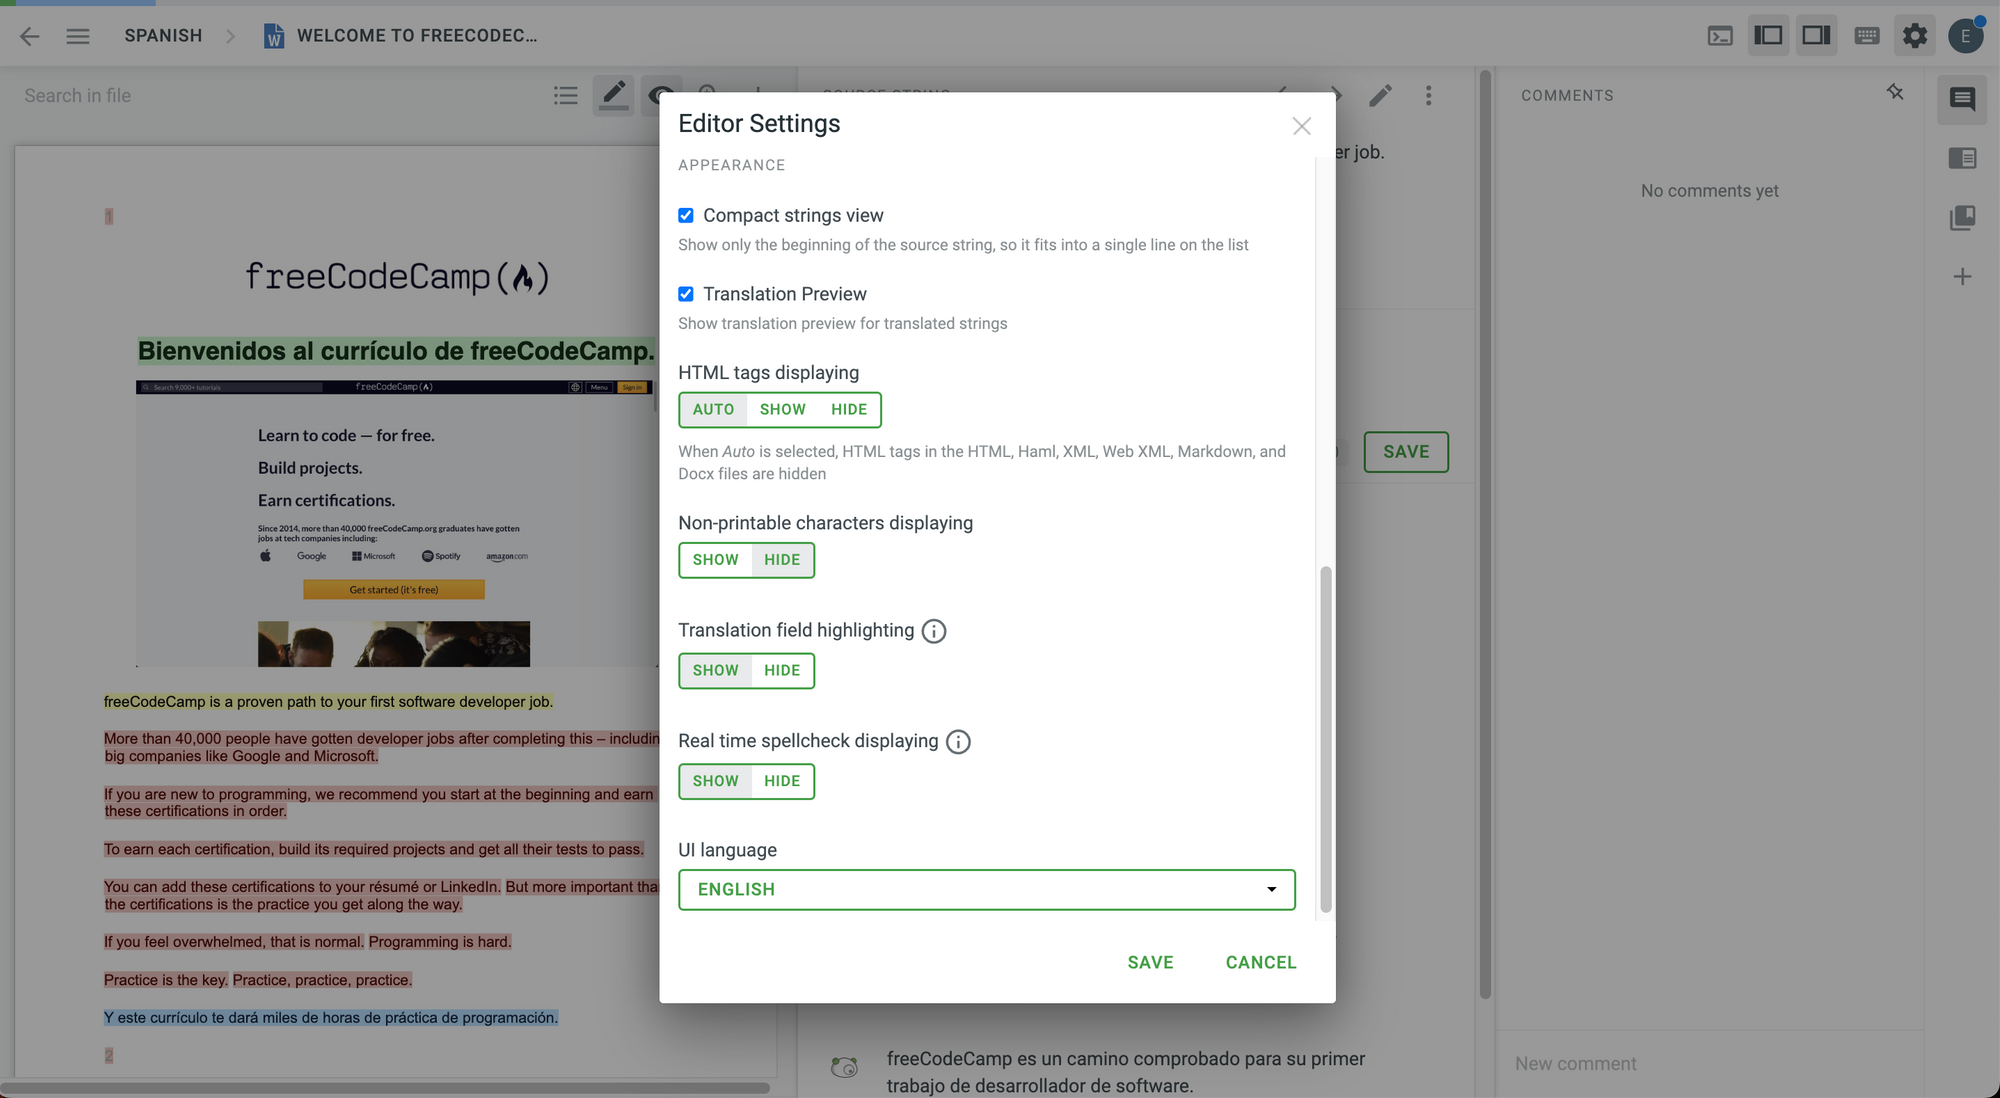 SPANISH
WELCOME TO FREECODEC...
E
Search in file
1
freeCodeCamp
Bienvenidos al currículo de freeCodeCamp.
Search 9,000+ tutorials
freeCodeCamp
Menu
Sign in
Learn to code — for free.
Build projects.
Earn certifications.
Since 2014, more than 40,000 freeCodeCamp.org graduates have gotten
jobs at tech companies including:
Google
Microsoft
Spotify
amazon.com
Get started (it's free)
freeCodeCamp is a proven path to your first software developer job.
More than 40,000 people have gotten developer jobs after completing this –
big companies like Google and Microsoft.
If you are new to programming, we recommend you start at the beginning and earn
these certifications in order.
To earn each certification, build its required projects and get all their tests to pass.
You can add these certifications to your résumé or LinkedIn. But more important
the certifications is the practice you get along the way.
If you feel overwhelmed, that is normal. Programming is hard.
Practice is the key. Practice, practice, practice.
Y este currículo te dará miles de horas de práctica de programación.
2
Editor Settings
APPEARANCE
Compact strings view
Show only the beginning of the source string, so it fits into a single line on the list
Translation Preview
Show translation preview for translated strings
HTML tags displaying
AUTO SHOW HIDE
When Auto is selected, HTML tags in the HTML, Haml, XML, Web XML, Markdown, and
Docx files are hidden
Non-printable characters displaying
SHOW HIDE
Translation field highlighting
SHOW HIDE
Real time spellcheck displaying
SHOW HIDE
UI language
ENGLISH
SAVE CANCEL
job.
SAVE
freeCodeCamp es un camino comprobado para su primer
trabajo de desarrollador de software.
COMMENTS
No comments yet
New comment